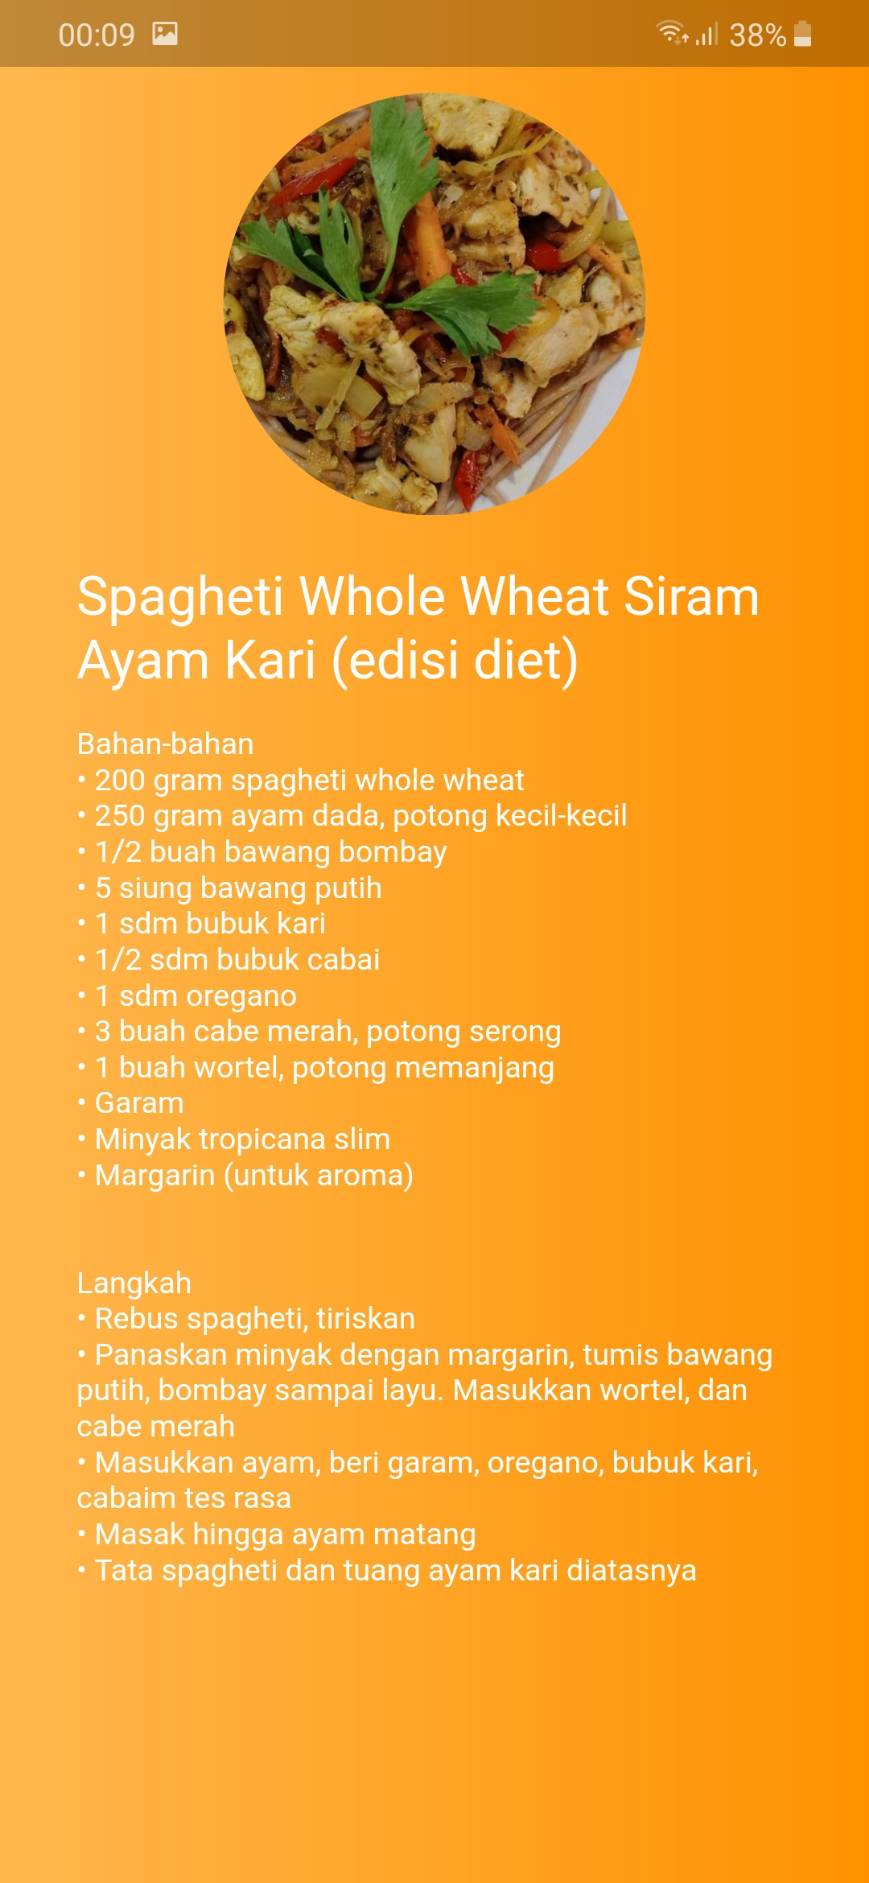 00:09
38%
Spagheti Whole Wheat Siram
Ayam Kari (edisi diet)
Bahan-bahan
• 200 gram spagheti whole wheat
• 250 gram ayam dada, potong kecil-kecil
• 1/2 buah bawang bombay
• 5 siung bawang putih
• 1 sdm bubuk kari
• 1/2 sdm bubuk cabai
• 1 sdm oregano
• 3 buah cabe merah, potong serong
• 1 buah wortel, potong memanjang
• Garam
• Minyak tropicana slim
• Margarin (untuk aroma)
Langkah
• Rebus spagheti, tiriskan
• Panaskan minyak dengan margarin, tumis bawang
putih, bombay sampai layu. Masukkan wortel, dan
cabe merah
• Masukkan ayam, beri garam, oregano, bubuk kari,
cabaim tes rasa
• Masak hingga ayam matang
• Tata spagheti dan tuang ayam kari diatasnya